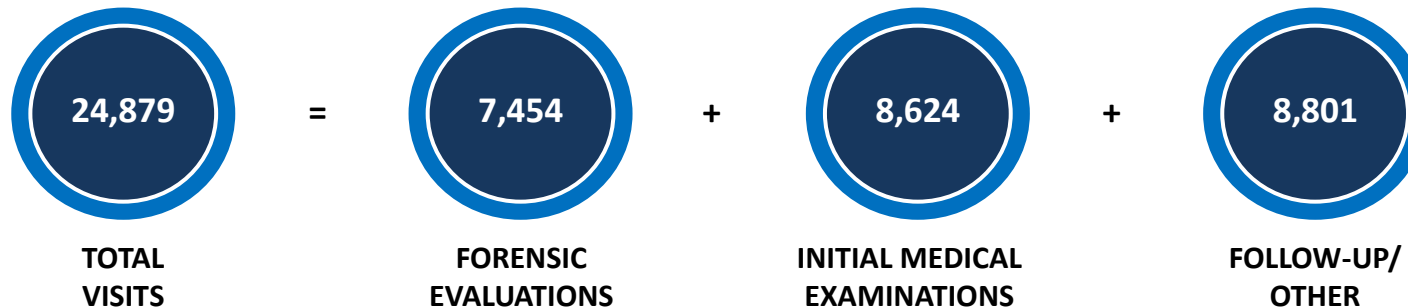 24,879 = 7,454 + 8,624 + 8,801
TOTAL
VISITS
FORENSIC
EVALUATIONS
INITIAL MEDICAL
EXAMINATIONS
FOLLOW-UP/
OTHER